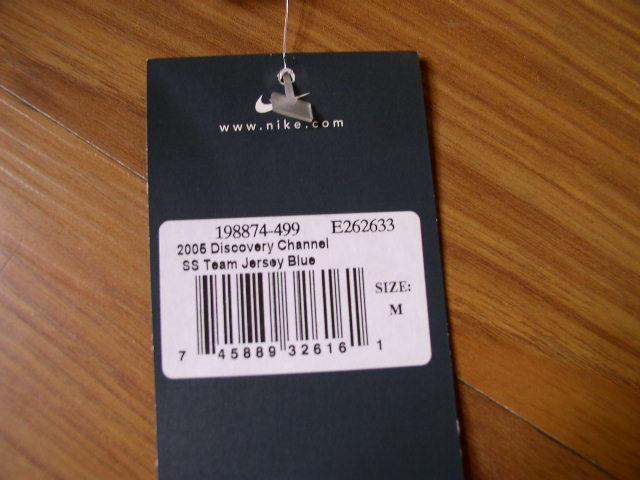 www.nike.com
198874-499 E262633
2005 Discovery Channel
SS Team Jersey Blue
SIZE:
M
7 45889 32616 1